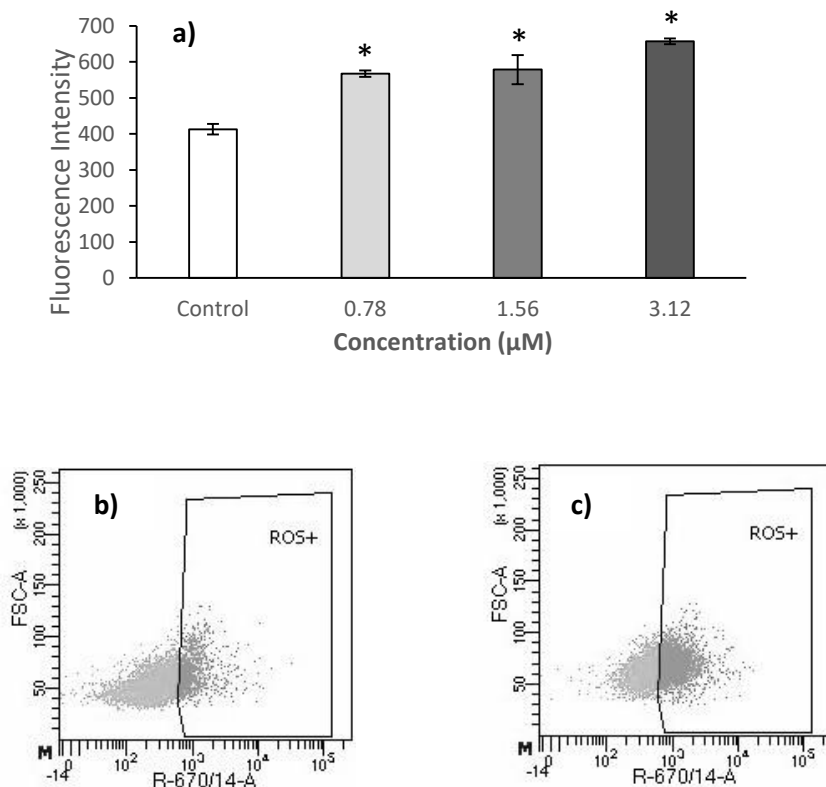 a)
Fluorescence Intensity
700
600
500
400
300
200
100
0
* * *
Control 0.78 1.56 3.12
Concentration (µM)
b)
ROS+
FSC-A
(x 1,000)
250
200
150
100
50
M
-14 0 10² 10³ 10⁴ 10⁵
R-670/14-A
c)
ROS+
FSC-A
(x 1,000)
250
200
150
100
50
M
-14 0 10² 10³ 10⁴ 10⁵
R-670/14-A